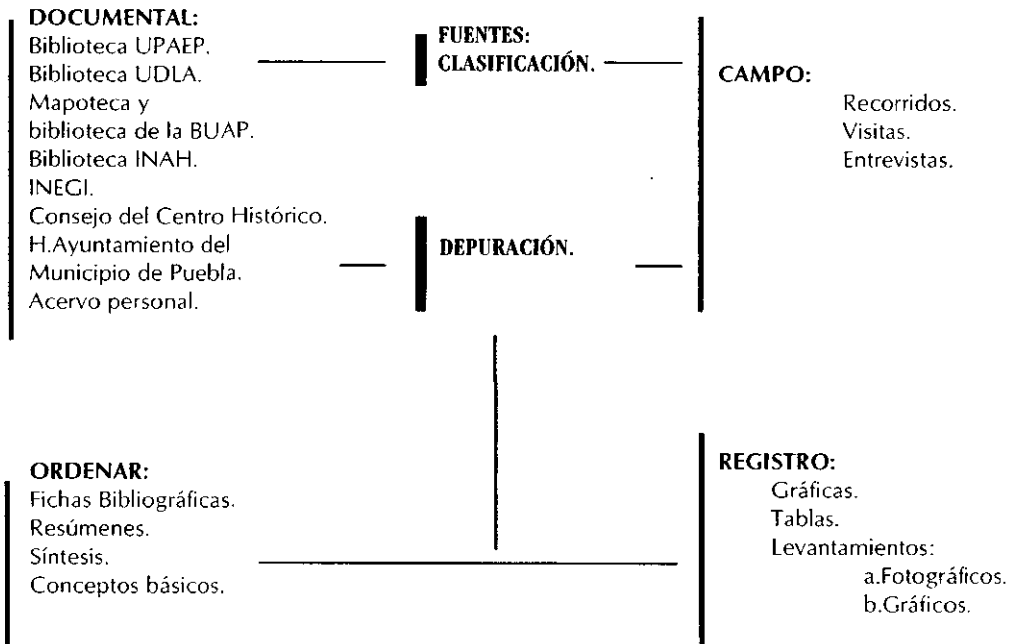 DOCUMENTAL:
Biblioteca UPAEP.
Biblioteca UDLA.
Mapoteca y
biblioteca de la BUAP.
Biblioteca INAH.
INEGI.
Consejo del Centro Histórico.
H.Ayuntamiento del
Municipio de Puebla.
Acervo personal.
FUENTES:
CLASIFICACIÓN.
DEPURACIÓN.
CAMPO:
Recorridos.
Visitas.
Entrevistas.
ORDENAR:
Fichas Bibliográficas.
Resúmenes.
Síntesis.
Conceptos básicos.
REGISTRO:
Gráficas.
Tablas.
Levantamientos:
a.Fotográficos.
b.Gráficos.